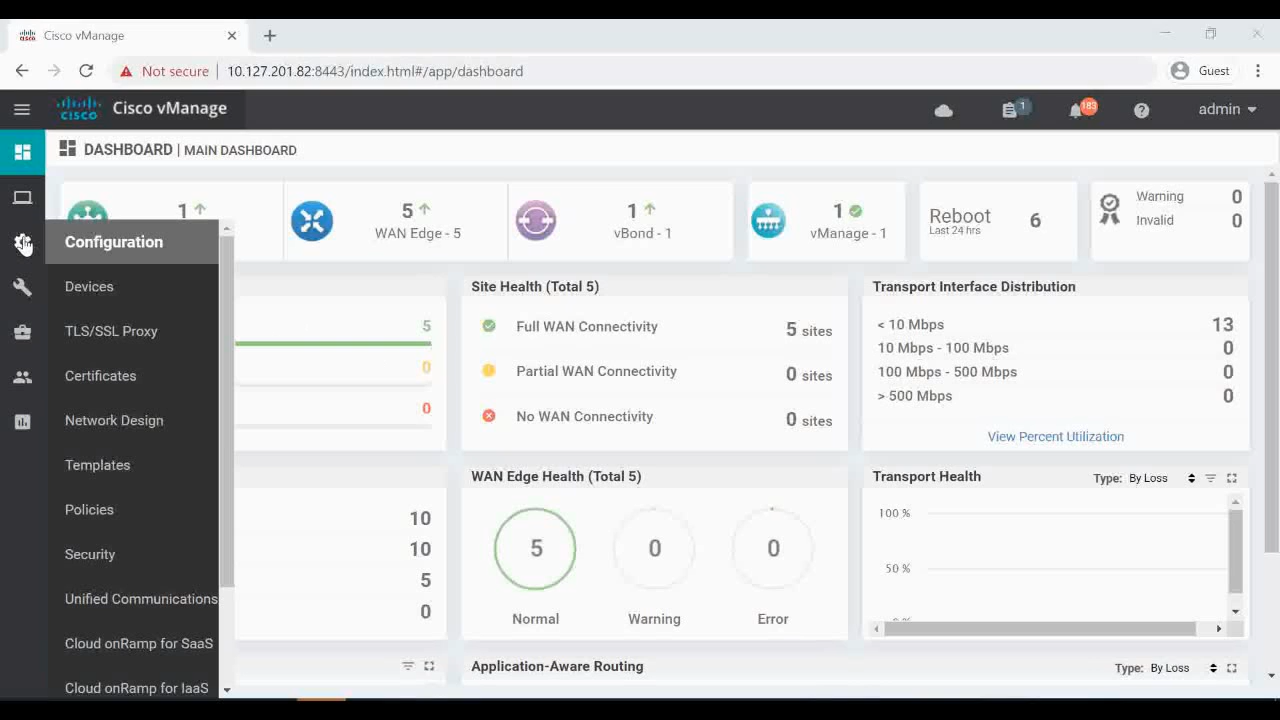 Cisco vManage
Not secure
10.127.201.82:8443/index.html#/app/dashboard
Guest
cisco
Cisco vManage
1
183
admin
DASHBOARD | MAIN DASHBOARD
1
5
WAN Edge - 5
1
vBond - 1
1
vManage - 1
Reboot
Last 24 hrs
6
Warning 0
Invalid 0
Configuration
Devices
TLS/SSL Proxy
Certificates
Network Design
Templates
Policies
Security
Unified Communications
Cloud onRamp for SaaS
Cloud onRamp for IaaS
5
0
0
Site Health (Total 5)
Full WAN Connectivity 5 sites
Partial WAN Connectivity 0 sites
No WAN Connectivity 0 sites
Transport Interface Distribution
< 10 Mbps 13
10 Mbps - 100 Mbps 0
100 Mbps - 500 Mbps 0
> 500 Mbps 0
View Percent Utilization
10
10
5
0
WAN Edge Health (Total 5)
5 0 0
Normal Warning Error
Transport Health
Type: By Loss
100 %
50 %
Application-Aware Routing
Type: By Loss